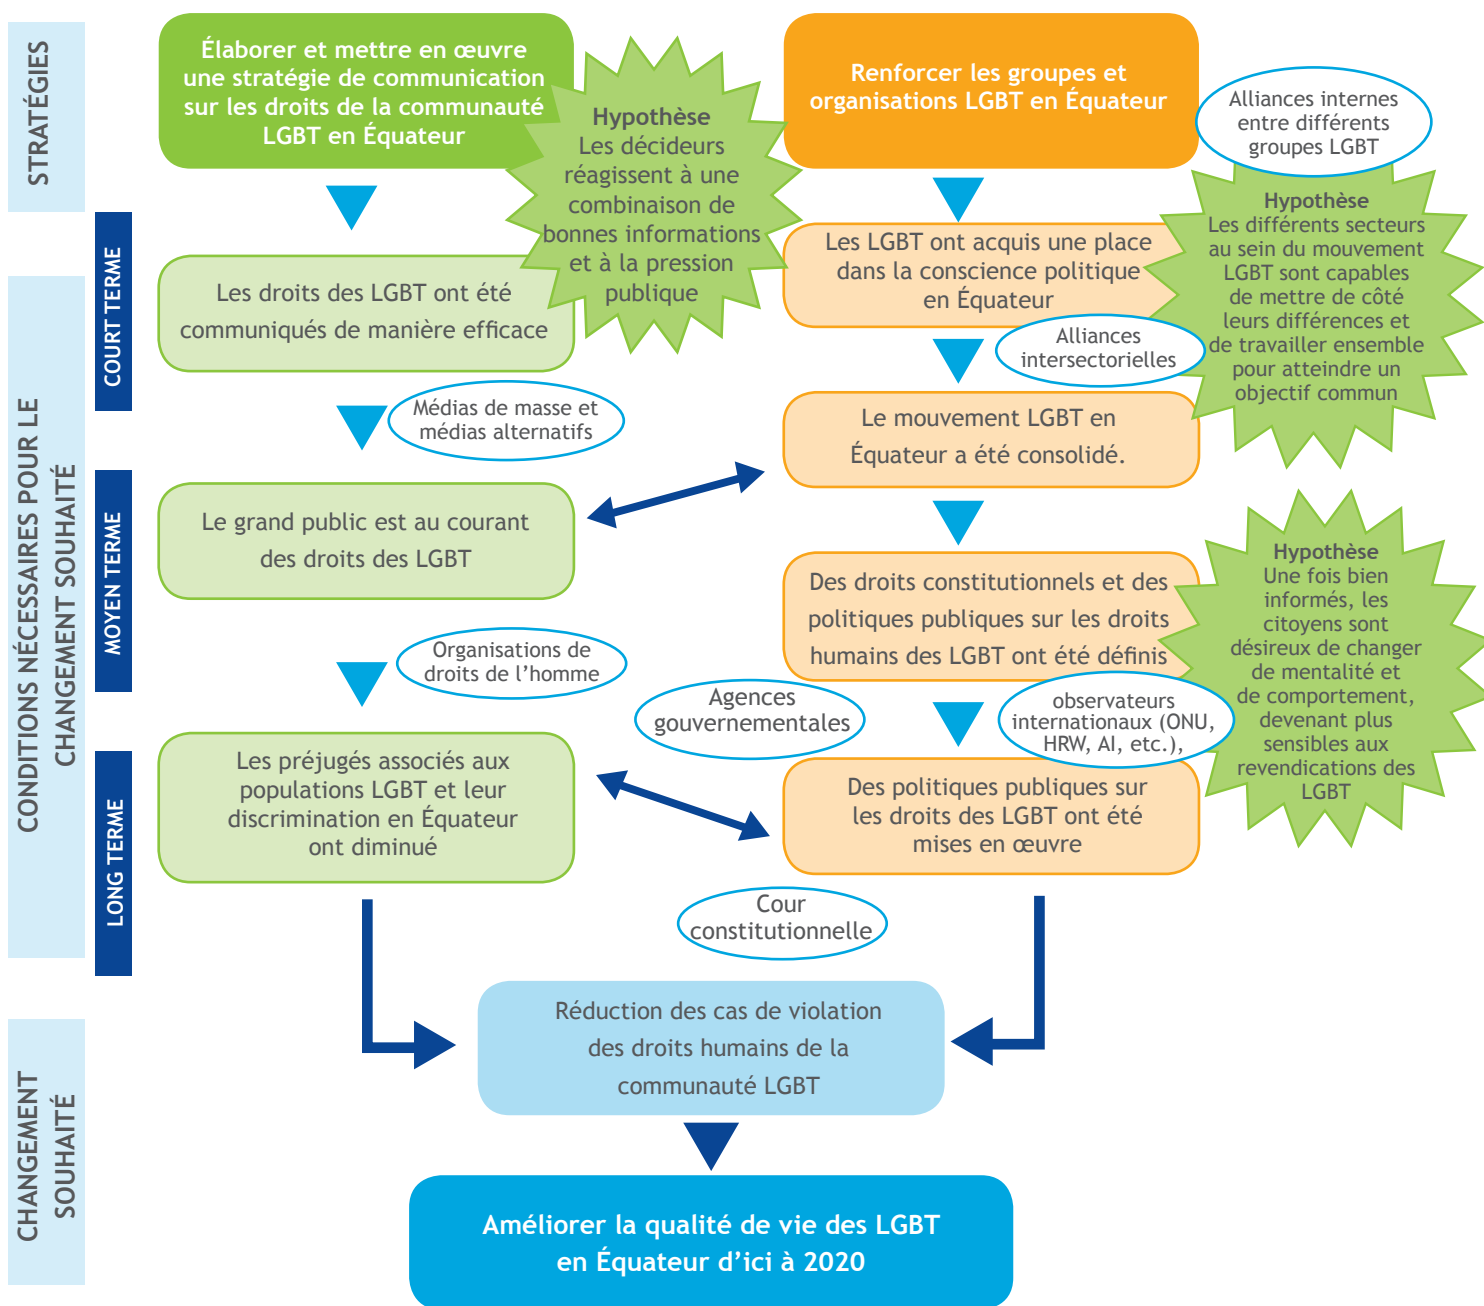 STRATÉGIES
Élaborer et mettre en œuvre
une stratégie de communication
sur les droits de la communauté
LGBT en Équateur
Hypothèse
Les décideurs
réagissent à une
combinaison de
bonnes informations
et à la pression
publique
Renforcer les groupes et
organisations LGBT en Équateur
Alliances internes
entre différents
groupes LGBT
Hypothèse
Les différents secteurs
au sein du mouvement
LGBT sont capables
de mettre de côté
leurs différences et
de travailler ensemble
pour atteindre un
objectif commun
CONDITIONS NÉCESSAIRES POUR LE
CHANGEMENT SOUHAITÉ
COURT TERME
Les droits des LGBT ont été
communiqués de manière efficace
Les LGBT ont acquis une place
dans la conscience politique
en Équateur
Alliances
intersectorielles
Médias de masse et
médias alternatifs
Le mouvement LGBT en
Équateur a été consolidé.
MOYEN TERME
Le grand public est au courant
des droits des LGBT
Des droits constitutionnels et des
politiques publiques sur les droits
humains des LGBT ont été définis
Hypothèse
Une fois bien
informés, les
citoyens sont
désireux de changer
de mentalité et
de comportement,
devenant plus
sensibles aux
revendications des
LGBT
Organisations de
droits de l’homme
Agences
gouvernementales
observateurs
internationaux (ONU,
HRW, AI, etc.),
LONG TERME
Les préjugés associés aux
populations LGBT et leur
discrimination en Équateur
ont diminué
Des politiques publiques sur
les droits des LGBT ont été
mises en œuvre
Cour
constitutionnelle
CHANGEMENT
SOUHAITÉ
Réduction des cas de violation
des droits humains de la
communauté LGBT
Améliorer la qualité de vie des LGBT
en Équateur d’ici à 2020